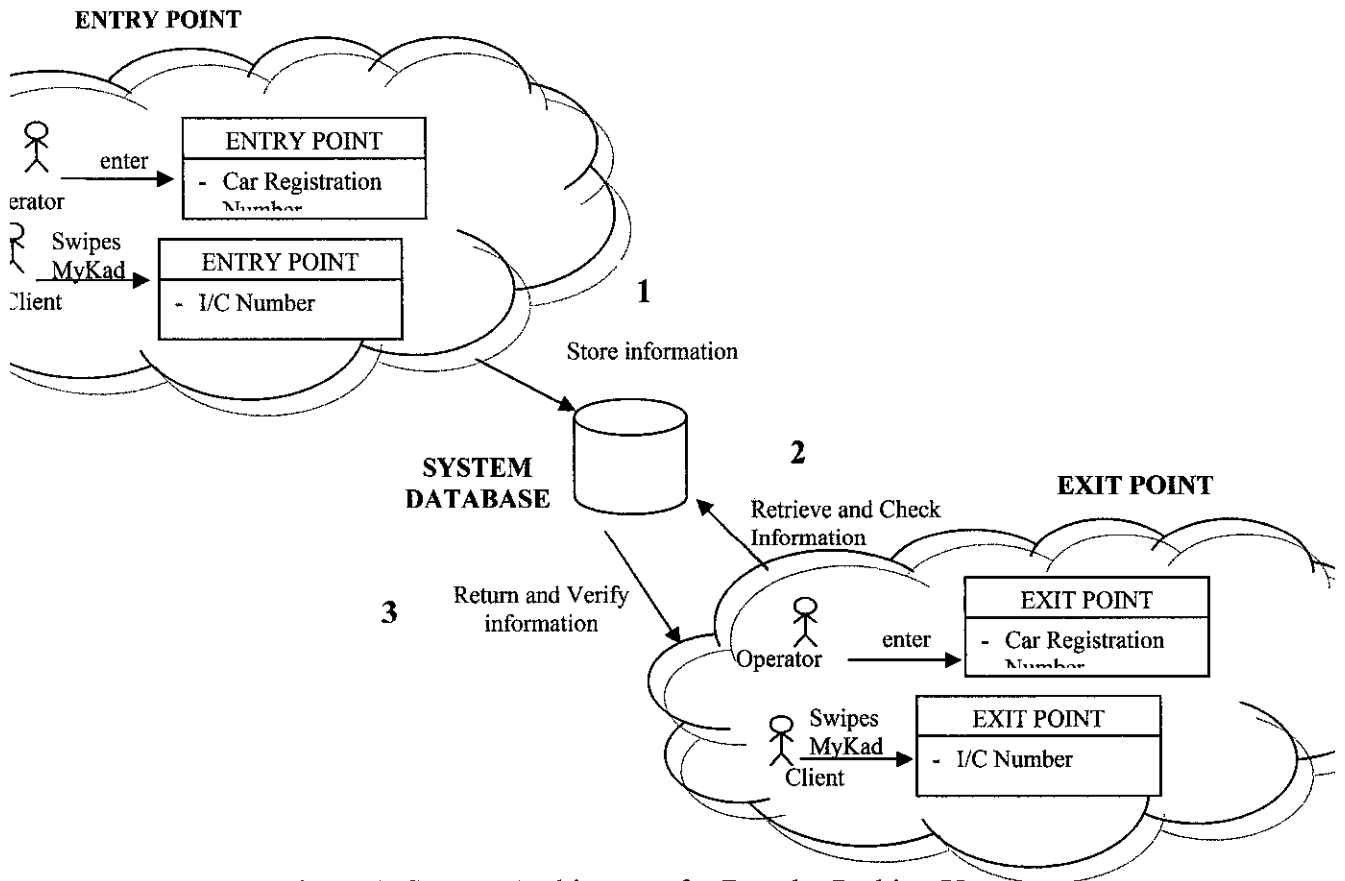 ENTRY POINT
ENTRY POINT
enter
- Car Registration
Number
erator
Swipes
MyKad
ENTRY POINT
- I/C Number
Client
1
Store information
SYSTEM
DATABASE
2
Retrieve and Check
Information
EXIT POINT
3
Return and Verify
information
EXIT POINT
enter
- Car Registration
Number
Operator
Swipes
MyKad
EXIT POINT
- I/C Number
Client